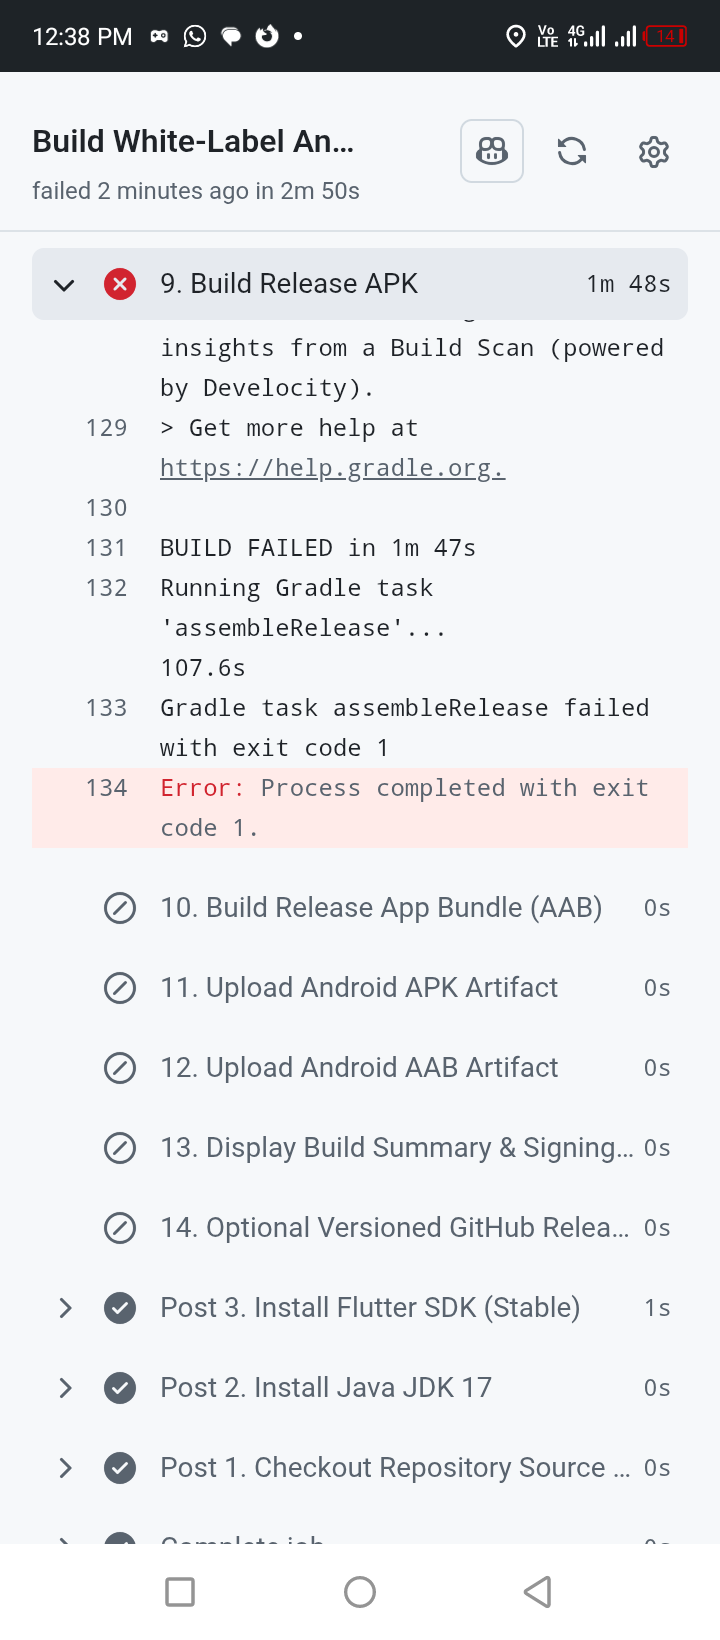 12:38 PM
Vo
LTE
4G
14
Build White-Label An...
failed 2 minutes ago in 2m 50s
9. Build Release APK 1m 48s
insights from a Build Scan (powered
by Develocity).
129 > Get more help at
https://help.gradle.org.
130
131 BUILD FAILED in 1m 47s
132 Running Gradle task
'assembleRelease'...
107.6s
133 Gradle task assembleRelease failed
with exit code 1
134 Error: Process completed with exit
code 1.
10. Build Release App Bundle (AAB) 0s
11. Upload Android APK Artifact 0s
12. Upload Android AAB Artifact 0s
13. Display Build Summary & Signing... 0s
14. Optional Versioned GitHub Relea... 0s
Post 3. Install Flutter SDK (Stable) 1s
Post 2. Install Java JDK 17 0s
Post 1. Checkout Repository Source ... 0s
Complete job 0s